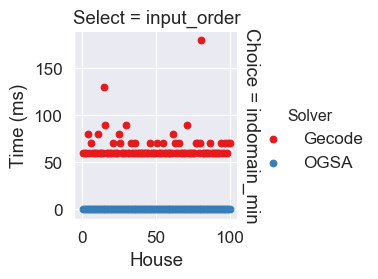 Select = input_order
Choice = indomain_min
Time (ms)
150
100
50
0
0
50
100
House
Solver
Gecode
OGSA